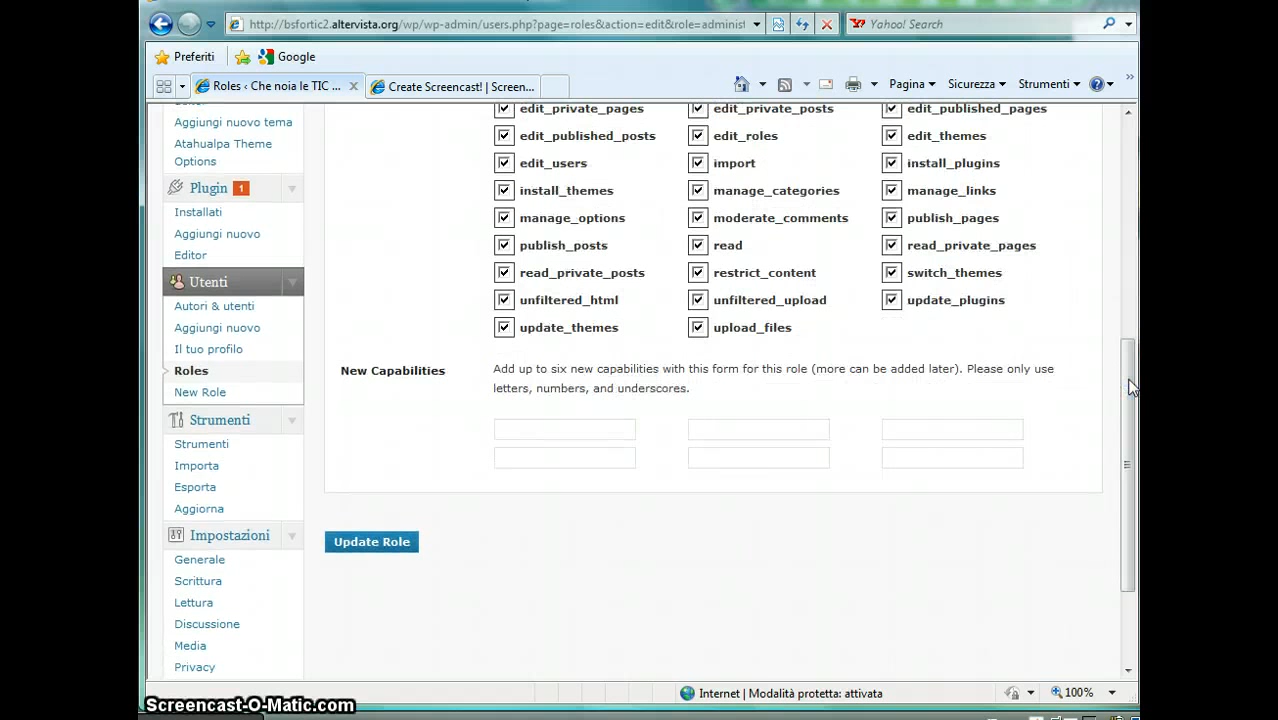 http://bsfortic2.altervista.org/wp/wp-admin/users.php?page=roles&action=edit&role=administ
Yahoo! Search
Preferiti
Google
Roles ‹ Che noia le TIC ...
Create Screencast! | Screen...
Pagina
Sicurezza
Strumenti
Aggiungi nuovo tema
Atahualpa Theme
Options
Plugin 1
Installati
Aggiungi nuovo
Editor
Utenti
Autori & utenti
Aggiungi nuovo
Il tuo profilo
Roles
New Role
Strumenti
Strumenti
Importa
Esporta
Aggiorna
Impostazioni
Generale
Scrittura
Lettura
Discussione
Media
Privacy
edit_private_pages edit_private_posts edit_published_pages
edit_published_posts edit_roles edit_themes
edit_users import install_plugins
install_themes manage_categories manage_links
manage_options moderate_comments publish_pages
publish_posts read read_private_pages
read_private_posts restrict_content switch_themes
unfiltered_html unfiltered_upload update_plugins
update_themes upload_files
New Capabilities
Add up to six new capabilities with this form for this role (more can be added later). Please only use
letters, numbers, and underscores.
Update Role
Internet | Modalità protetta: attivata
100%
Screencast-O-Matic.com